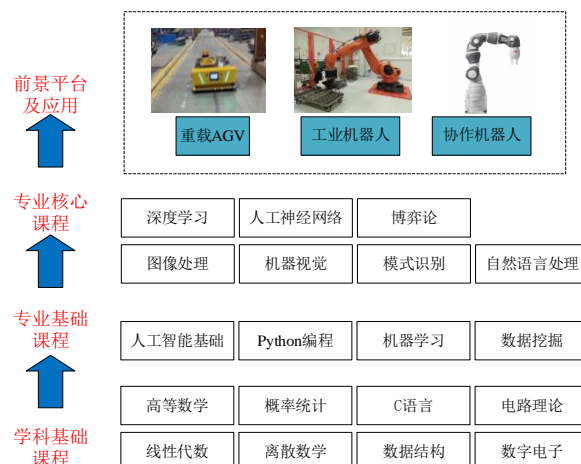 前景平台
及应用
重载AGV
工业机器人
协作机器人
专业核心
课程
深度学习
人工神经网络
博弈论
图像处理
机器视觉
模式识别
自然语言处理
专业基础
课程
人工智能基础
Python编程
机器学习
数据挖掘
高等数学
概率统计
C语言
电路理论
学科基础
课程
线性代数
离散数学
数据结构
数字电子